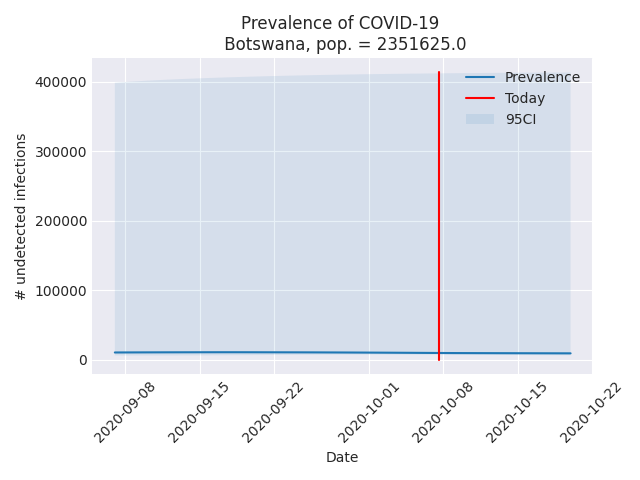 Prevalence of COVID-19
Botswana, pop. = 2351625.0
Prevalence
Today
95CI
400000
300000
200000
100000
0
# undetected infections
2020-09-08
2020-09-15
2020-09-22
2020-10-01
2020-10-08
2020-10-15
2020-10-22
Date